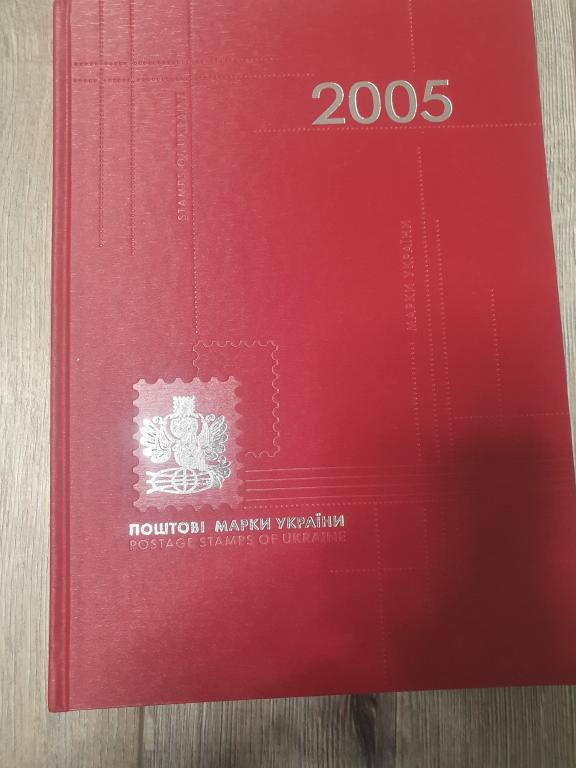 2005
STAMPS OF UKRAINE
МАРКИ УКРАЇНИ
ПОШТОВІ МАРКИ УКРАЇНИ
POSTAGE STAMPS OF UKRAINE